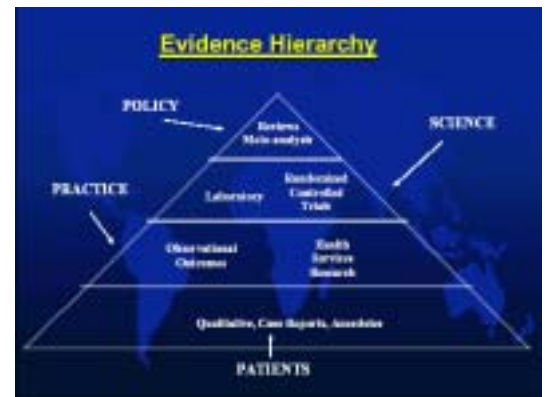 Evidence Hierarchy
POLICY
SCIENCE
Reviews
Meta-analysis
PRACTICE
Laboratory
Randomized
Controlled
Trials
Observational
Outcomes
Health
Services
Research
Qualitative, Case Reports, Anecdotes
PATIENTS